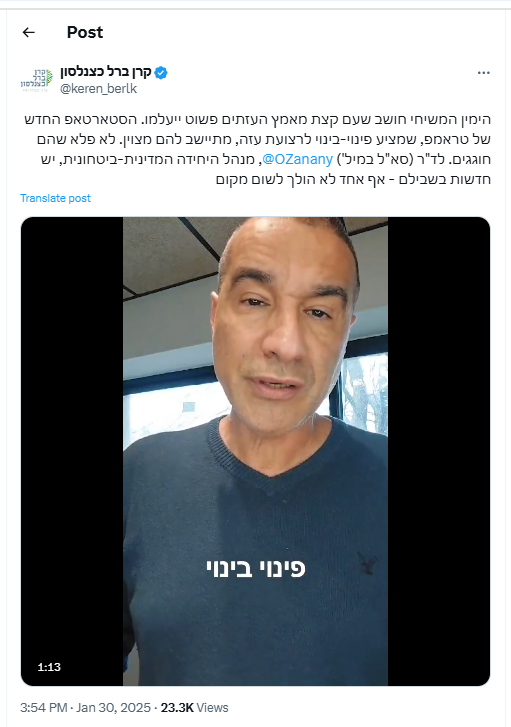 Post
קרן ברל כצנלסון
@keren_berlk
הימין המשיחי חושב שעם קצת מאמץ העזתים פשוט ייעלמו. הסטארטאפ החדש
של טראמפ, שמציע פינוי-בינוי לרצועת עזה, מתיישב להם מצוין. לא פלא שהם
חוגגים. לד"ר (סא"ל במיל') @OZanany, מנהל היחידה המדינית-ביטחונית, יש
חדשות בשבילם - אף אחד לא הולך לשום מקום
Translate post
פינוי בינוי
1:13
3:54 PM · Jan 30, 2025 · 23.3K Views